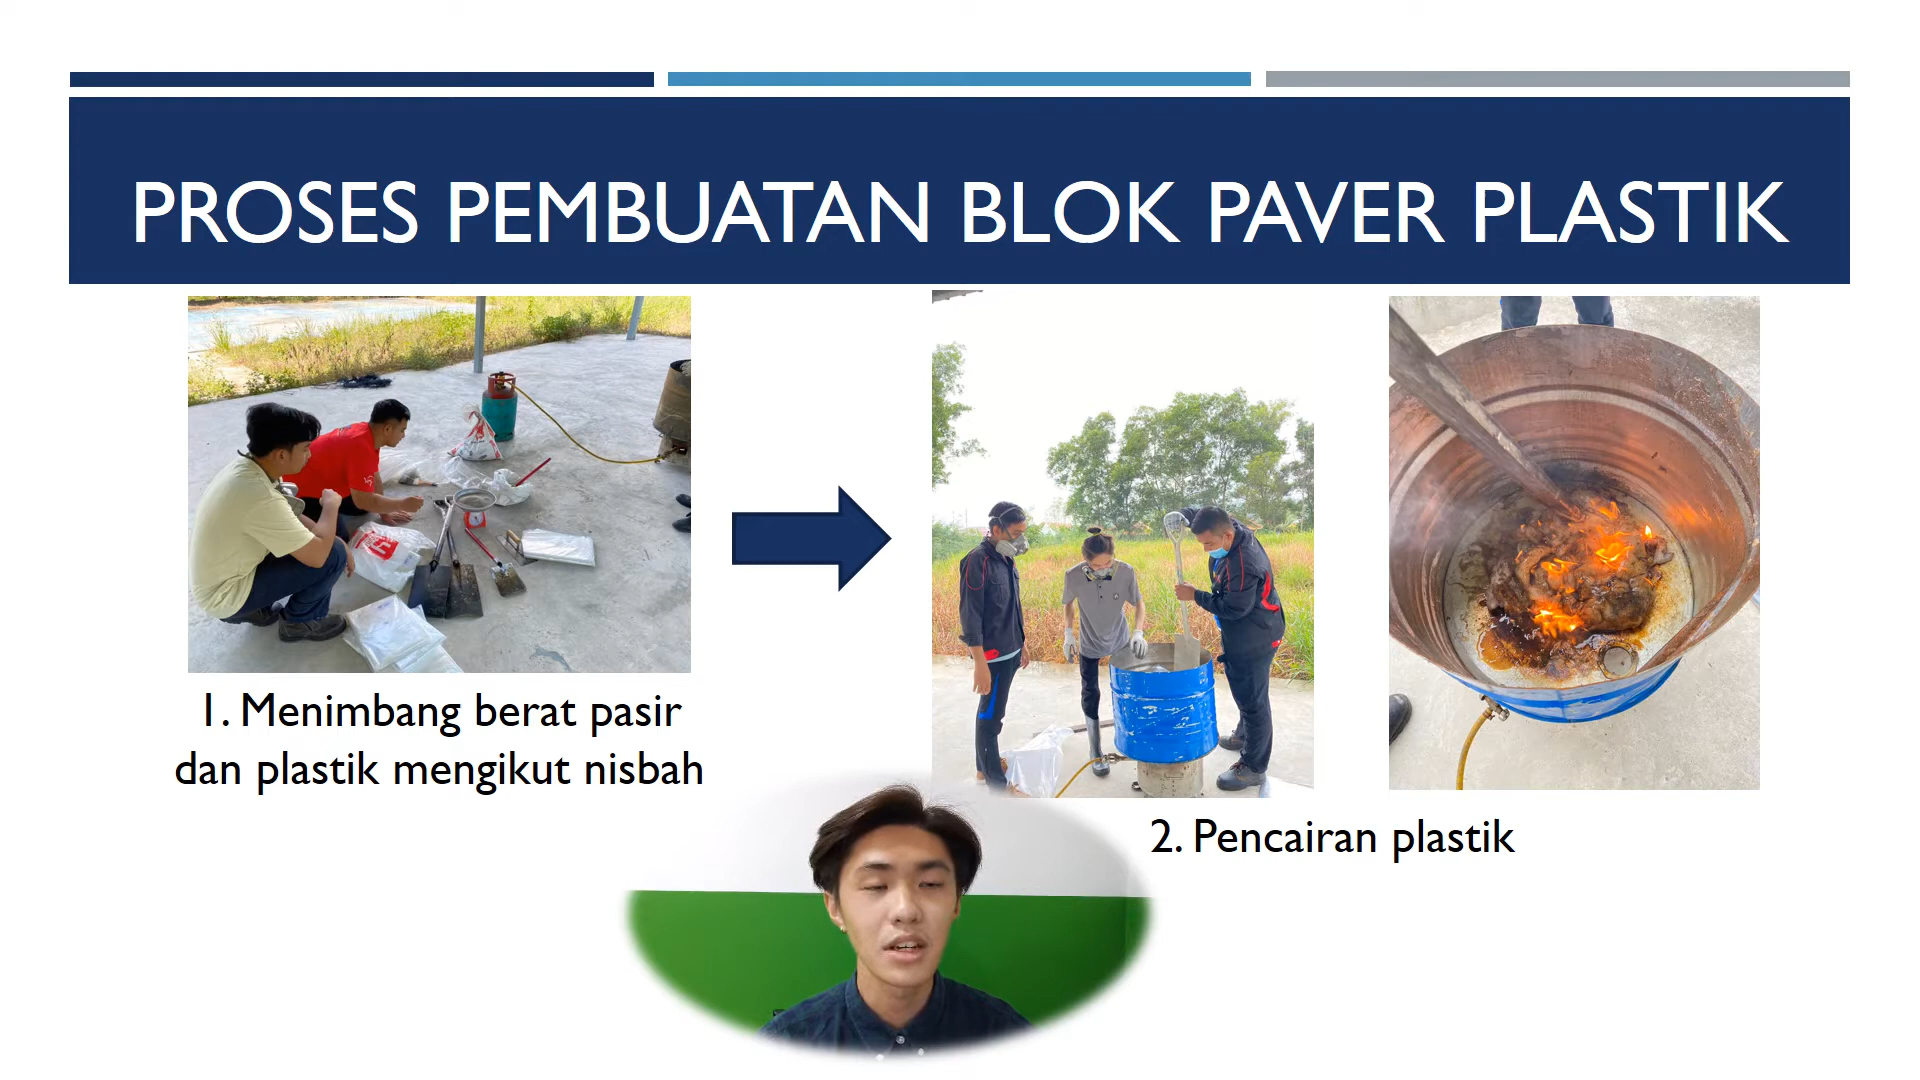 PROSES PEMBUATAN BLOK PAVER PLASTIK
1. Menimbang berat pasir
dan plastik mengikut nisbah
2. Pencairan plastik